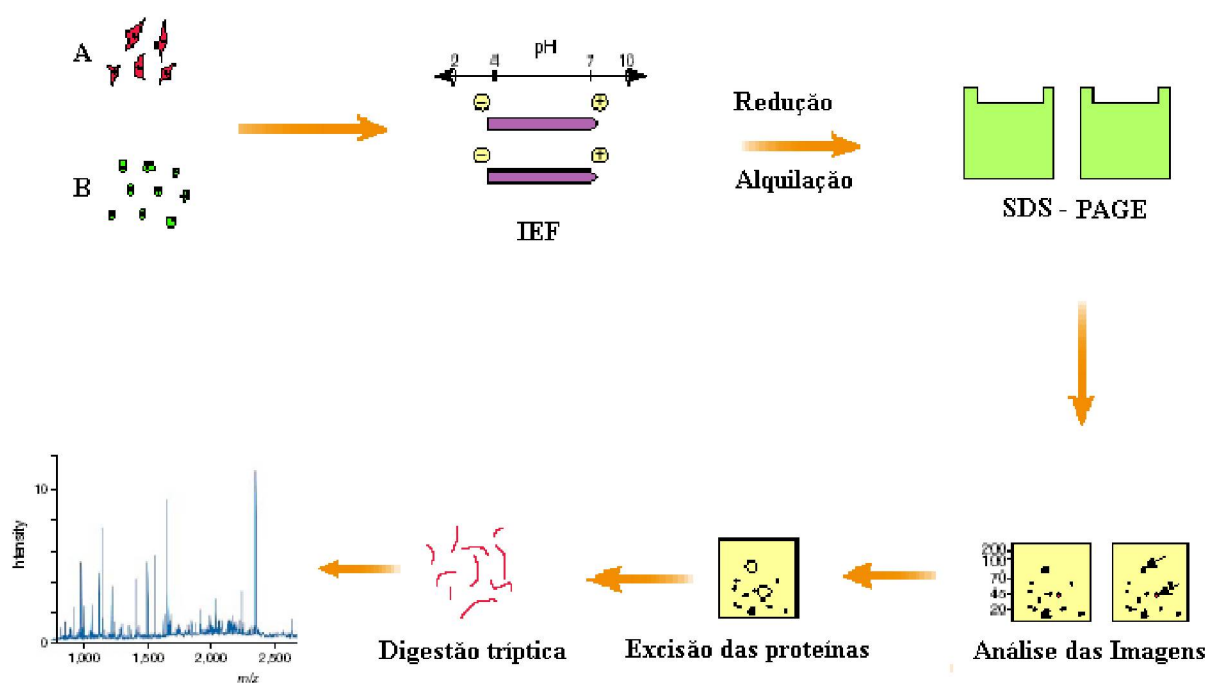 A
B
pH
2 4 7 10
− +
− +
IEF
Redução
Alquilação
SDS - PAGE
200
100
70
45
20
Análise das Imagens
Excisão das proteínas
Digestão tríptica
Intensity
10
0
1,000 1,500 2,000 2,500
m/z